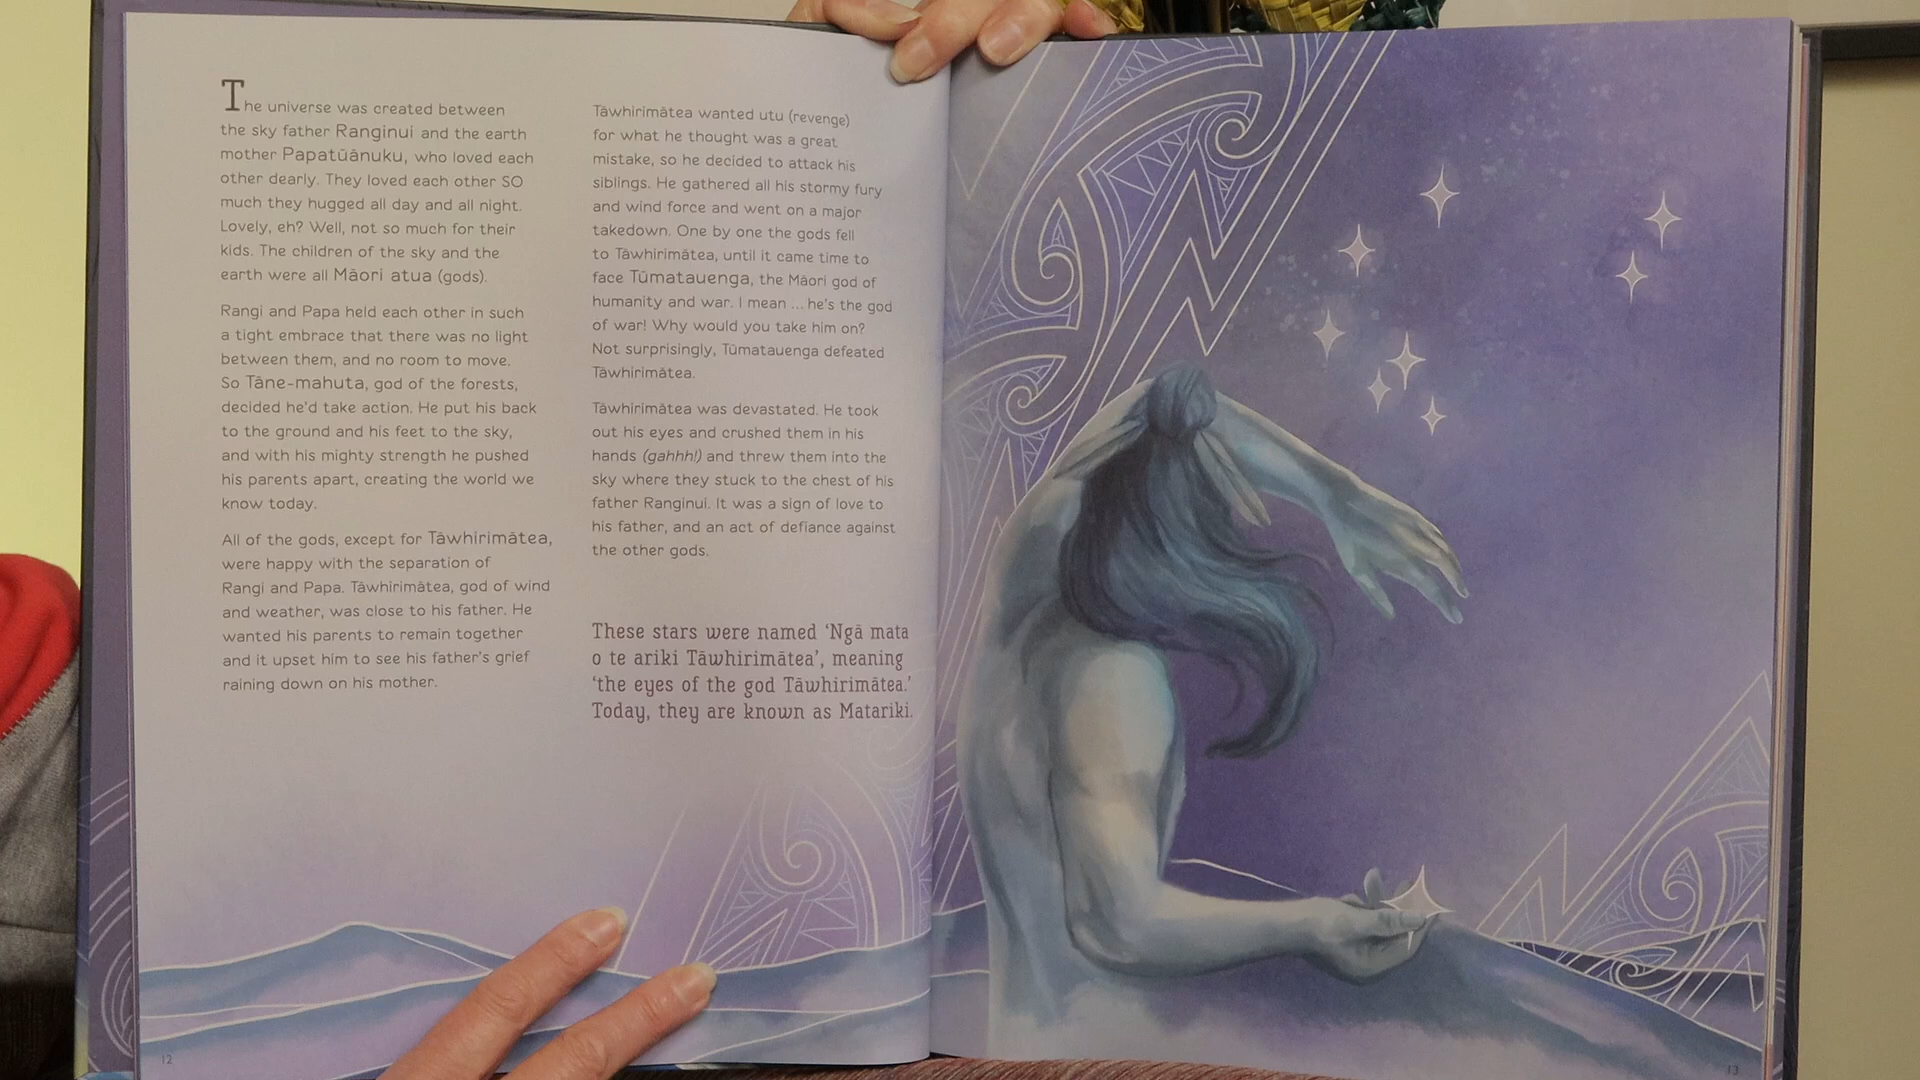 The universe was created between
the sky father Ranginui and the earth
mother Papatūānuku, who loved each
other dearly. They loved each other SO
much they hugged all day and all night.
Lovely, eh? Well, not so much for their
kids. The children of the sky and the
earth were all Māori atua (gods).
Rangi and Papa held each other in such
a tight embrace that there was no light
between them, and no room to move.
So Tāne-mahuta, god of the forests,
decided he'd take action. He put his back
to the ground and his feet to the sky,
and with his mighty strength he pushed
his parents apart, creating the world we
know today.
All of the gods, except for Tāwhirimātea,
were happy with the separation of
Rangi and Papa. Tāwhirimātea, god of wind
and weather, was close to his father. He
wanted his parents to remain together
and it upset him to see his father's grief
raining down on his mother.
Tāwhirimātea wanted utu (revenge)
for what he thought was a great
mistake, so he decided to attack his
siblings. He gathered all his stormy fury
and wind force and went on a major
takedown. One by one the gods fell
to Tāwhirimātea, until it came time to
face Tūmatauenga, the Māori god of
humanity and war. I mean ... he's the god
of war! Why would you take him on?
Not surprisingly, Tūmatauenga defeated
Tāwhirimātea.
Tāwhirimātea was devastated. He took
out his eyes and crushed them in his
hands (gahhh!) and threw them into the
sky where they stuck to the chest of his
father Ranginui. It was a sign of love to
his father, and an act of defiance against
the other gods.
These stars were named 'Ngā mata
o te ariki Tāwhirimātea', meaning
'the eyes of the god Tāwhirimātea.'
Today, they are known as Matariki.
12
13